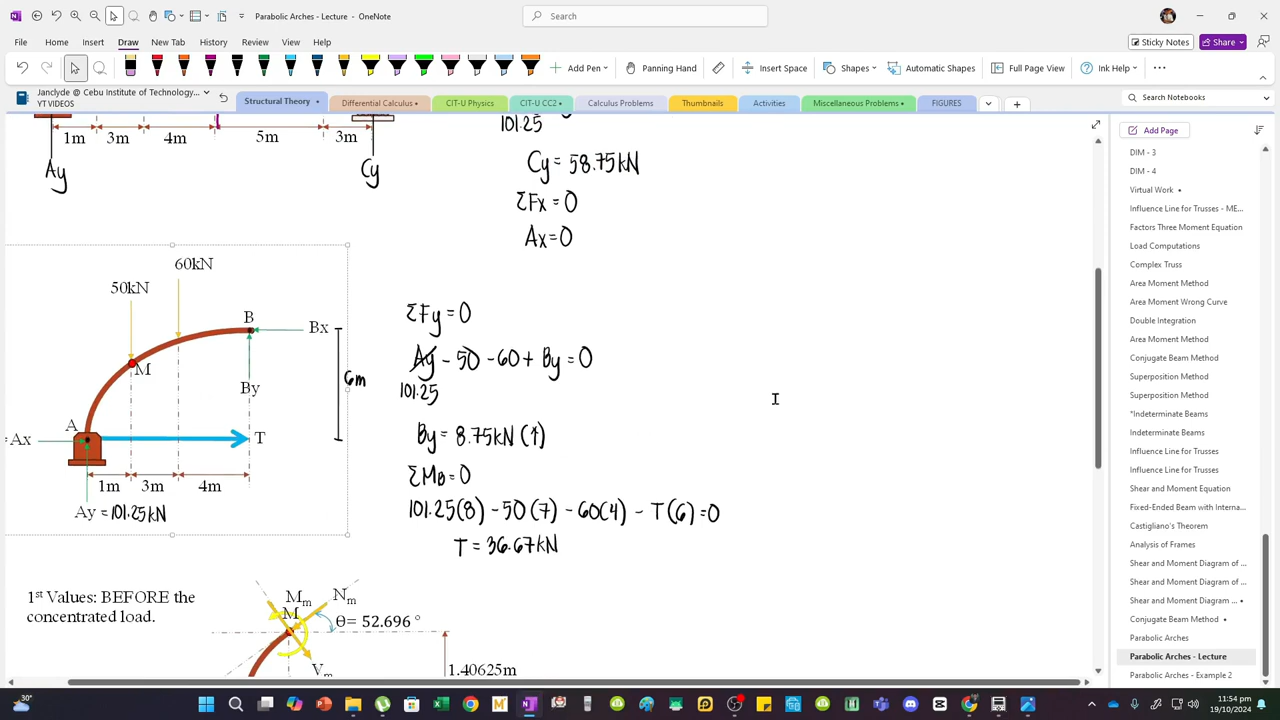 Parabolic Arches - Lecture - OneNote
Search
File Home Insert Draw New Tab History Review View Help
Sticky Notes
Share
Add Pen
Panning Hand
Insert Space
Shapes
Automatic Shapes
Full Page View
Ink Help
Janclyde @ Cebu Institute of Technology...
YT VIDEOS
Structural Theory
Differential Calculus
CIT-U Physics
CIT-U CC2
Calculus Problems
Thumbnails
Activities
Miscellaneous Problems
FIGURES
Search Notebooks
1m 3m 4m 5m 3m
Ay
Cy
101.25
Cy = 58.75kN
ΣFx = 0
Ax=0
60kN
50kN
B
Bx
M
By
6m
A
Ax
T
1m 3m 4m
Ay = 101.25kN
ΣFy = 0
Ay - 50 - 60 + By = 0
101.25
By = 8.75kN (↑)
ΣMB = 0
101.25(8) - 50(7) - 60(4) - T(6) = 0
T = 36.67kN
1st Values: BEFORE the
concentrated load.
Mm
Nm
M
θ= 52.696 °
Vm
1.40625m
Add Page
DIM - 3
DIM - 4
Virtual Work
Influence Line for Trusses - ME...
Factors Three Moment Equation
Load Computations
Complex Truss
Area Moment Method
Area Moment Wrong Curve
Double Integration
Area Moment Method
Conjugate Beam Method
Superposition Method
Superposition Method
*Indeterminate Beams
Indeterminate Beams
Influence Line for Trusses
Influence Line for Trusses
Shear and Moment Equation
Fixed-Ended Beam with Interna...
Castigliano's Theorem
Analysis of Frames
Shear and Moment Diagram of ...
Shear and Moment Diagram of ...
Shear and Moment Diagram ...
Conjugate Beam Method
Parabolic Arches
Parabolic Arches - Lecture
Parabolic Arches - Example 2
30°
11:54 pm
19/10/2024